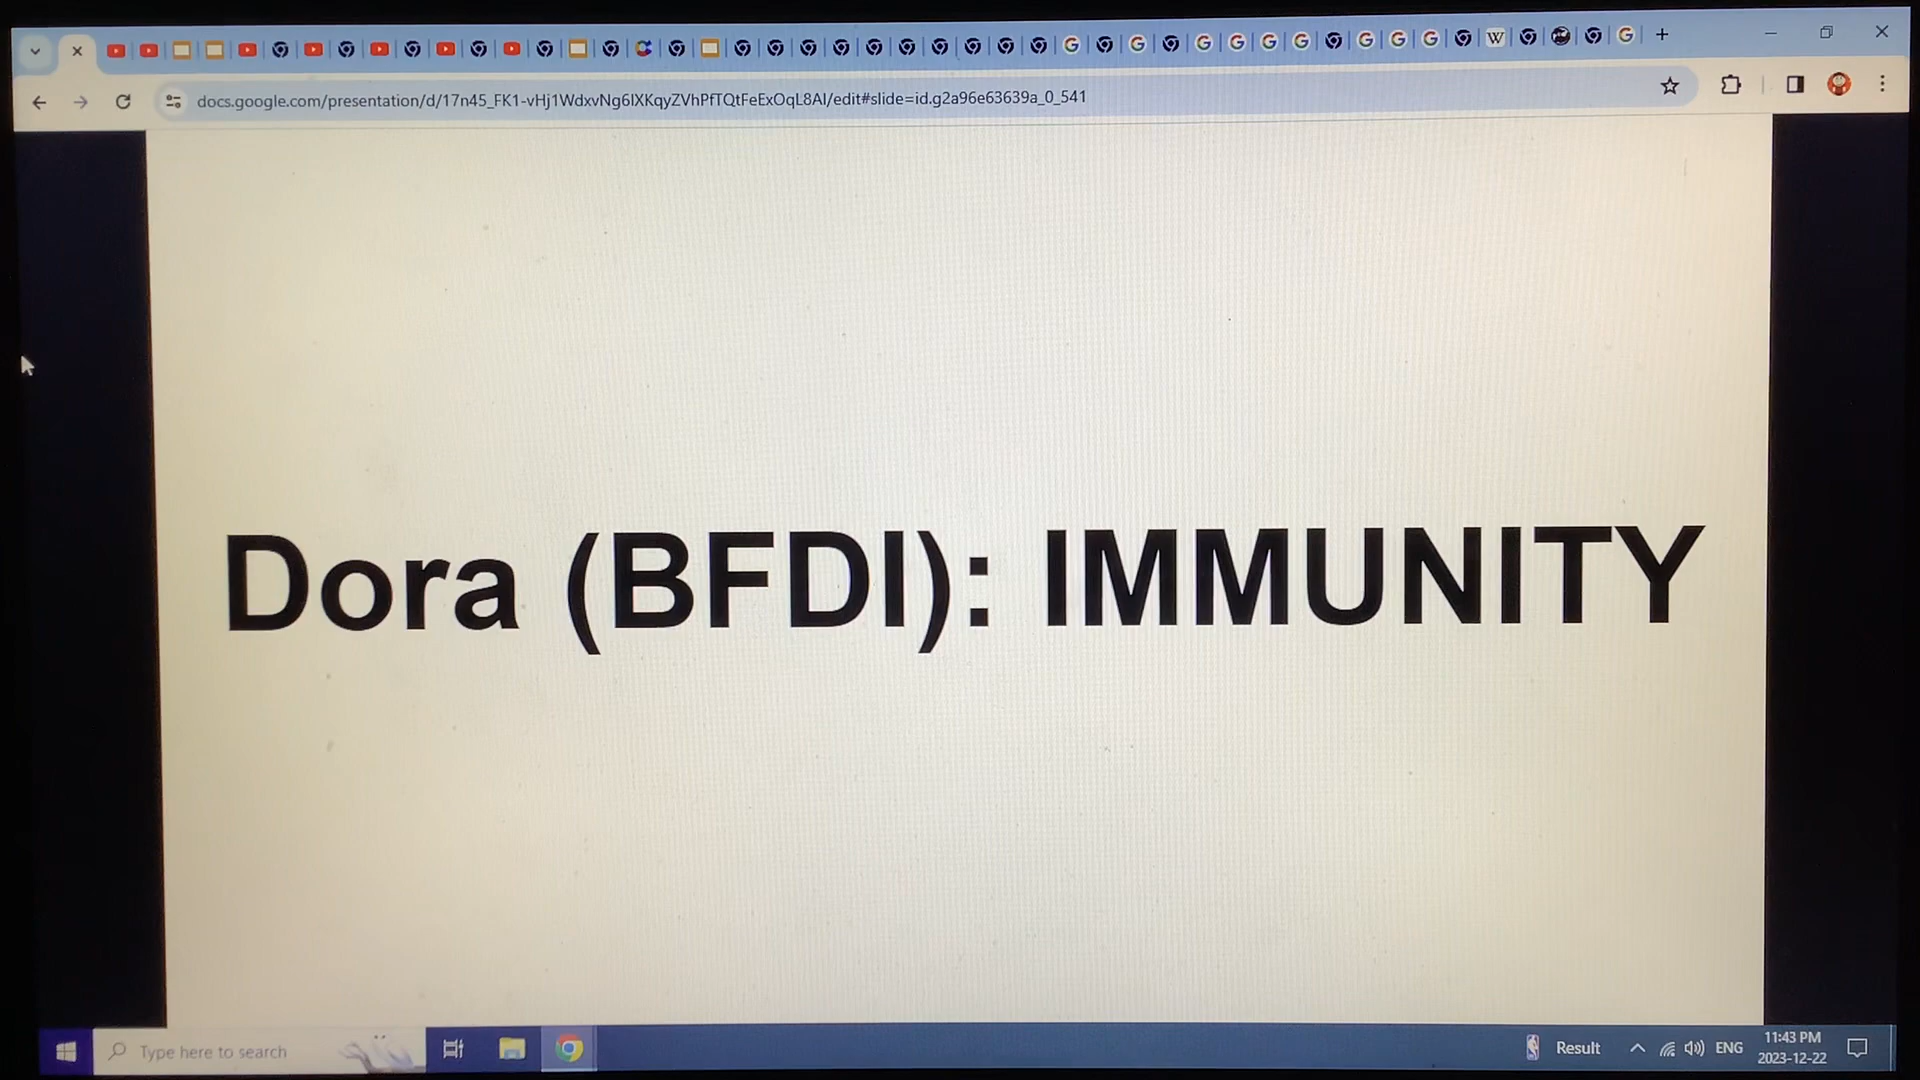 docs.google.com/presentation/d/17n45_FK1-vHj1WdxvNg6IXKqyZVhPfTQtFeExOqL8AI/edit#slide=id.g2a96e63639a_0_541
Dora (BFDI): IMMUNITY
Type here to search
Result
ENG
11:43 PM
2023-12-22